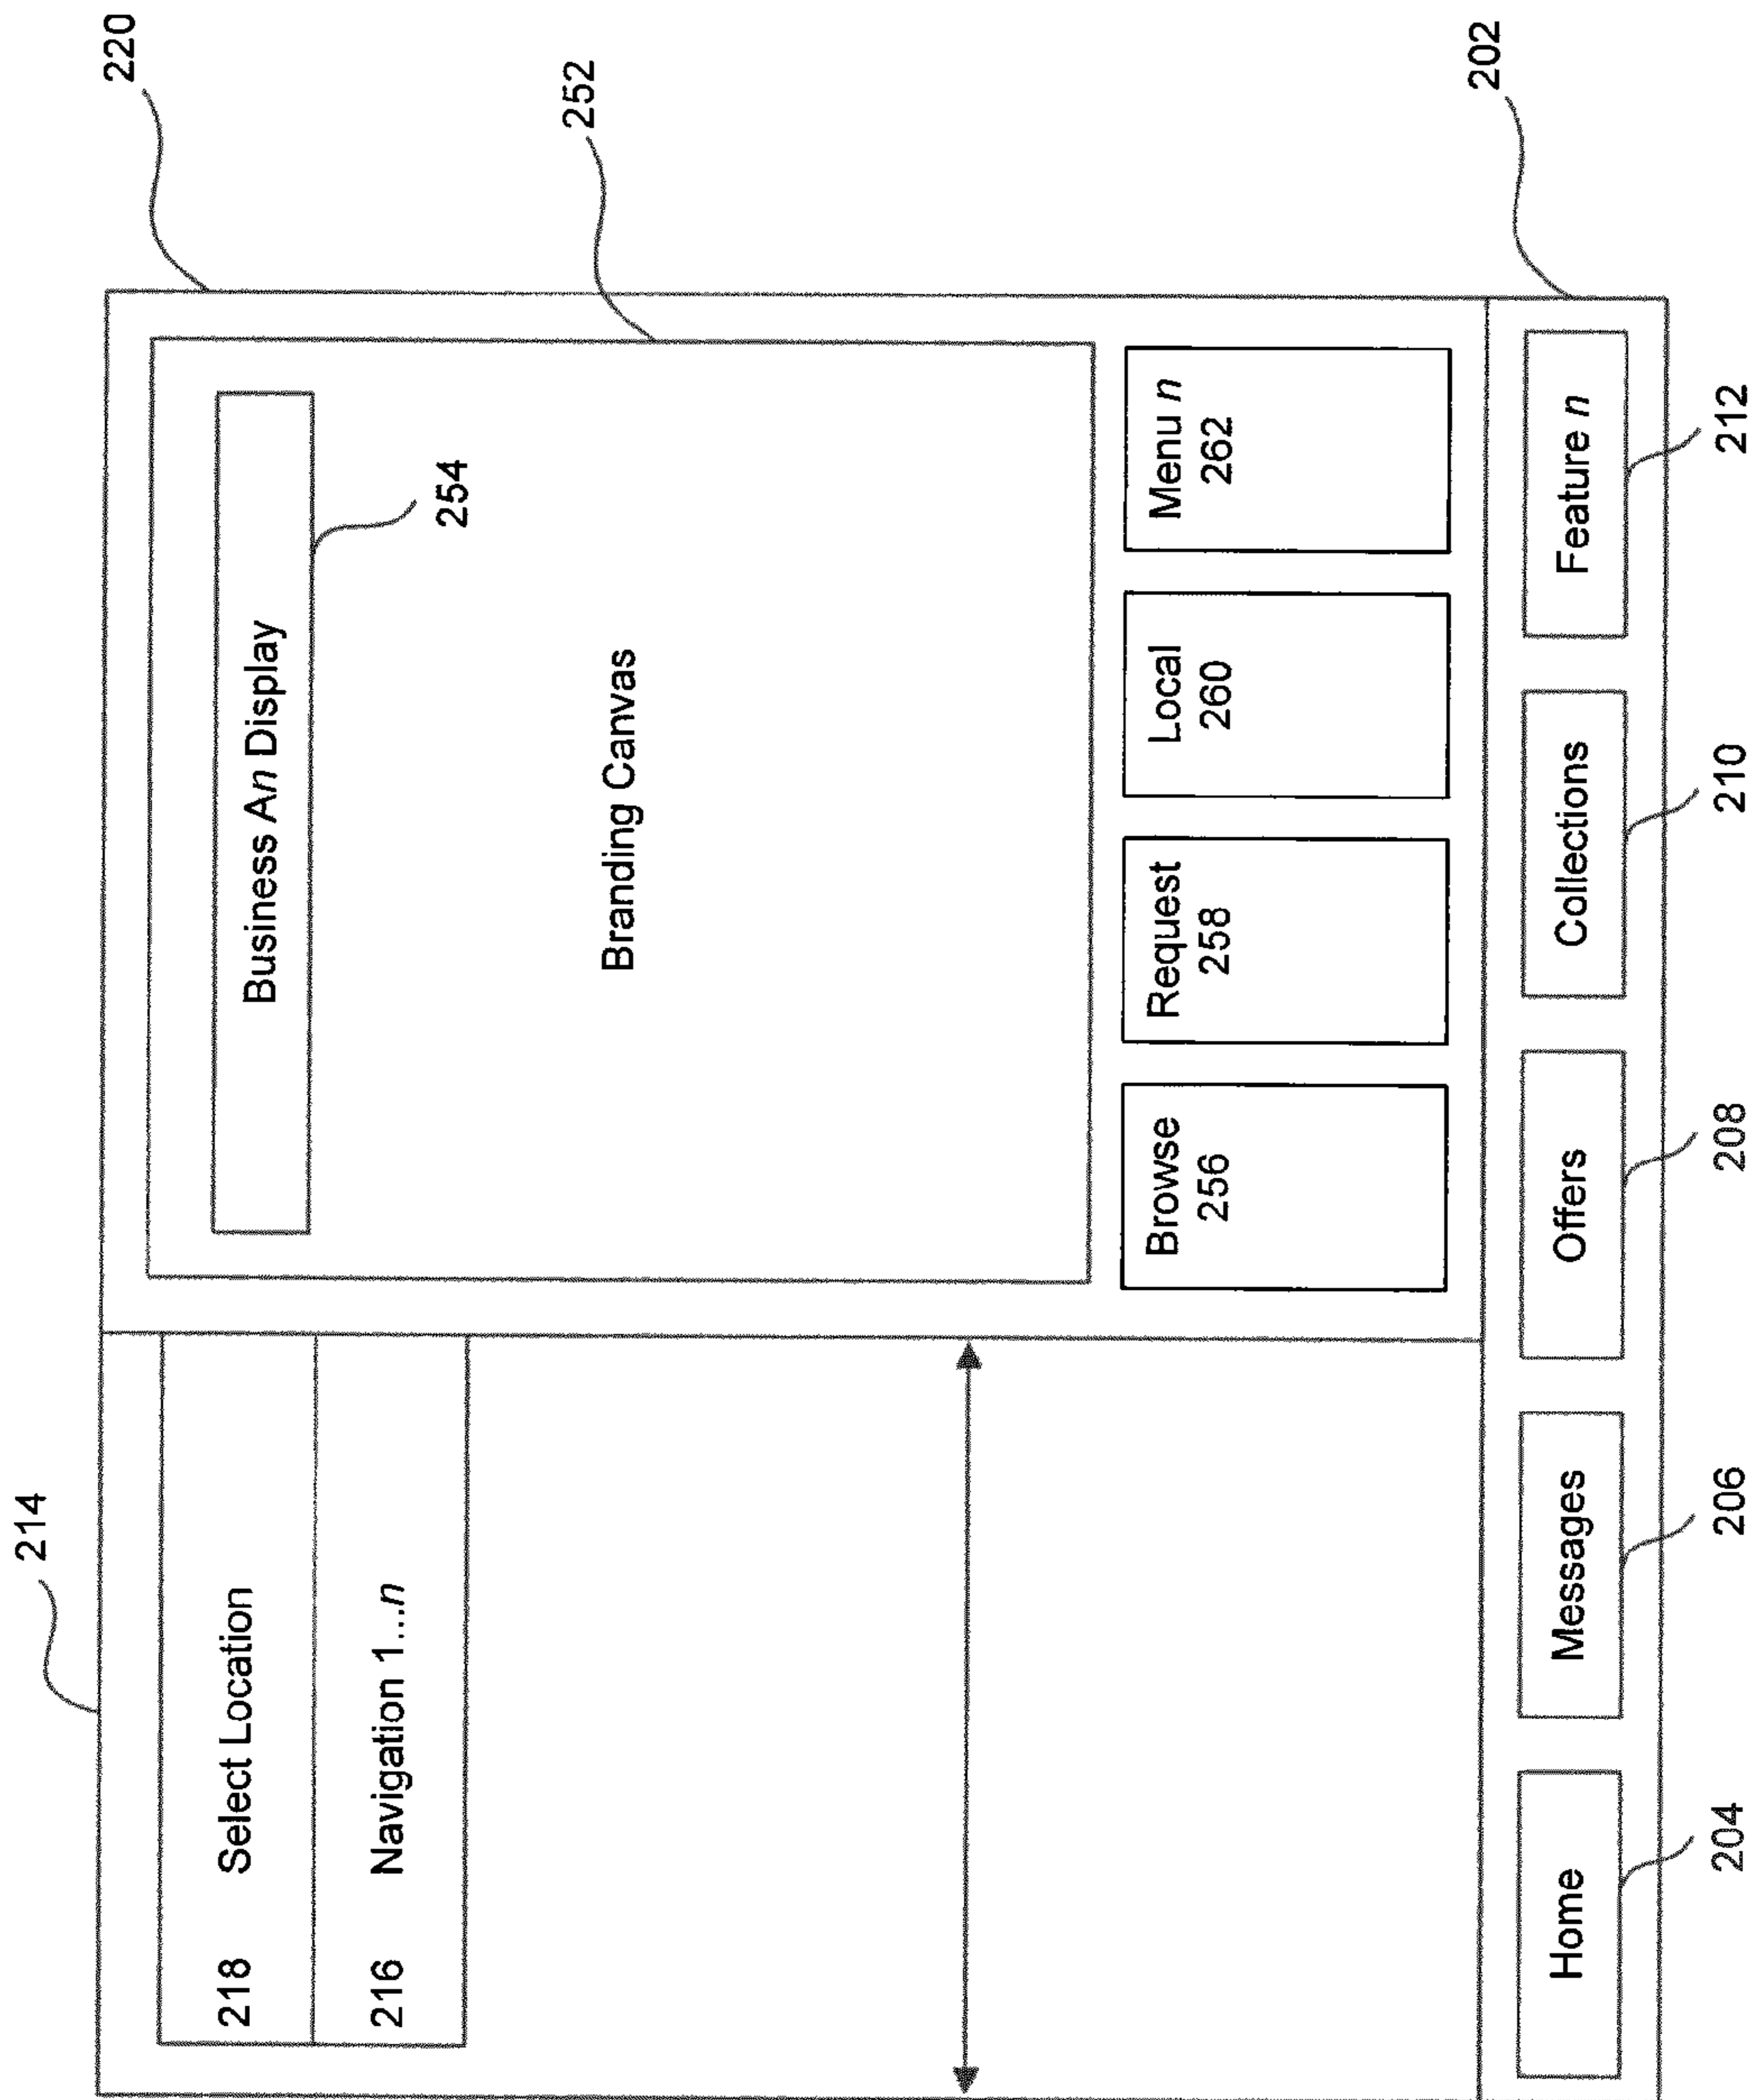 214
220
218 Select Location
216 Navigation 1...n
Business An Display
254
252
Branding Canvas
Browse
256
Request
258
Local
260
Menu n
262
202
Home
Messages
Offers
Collections
Feature n
204
206
208
210
212